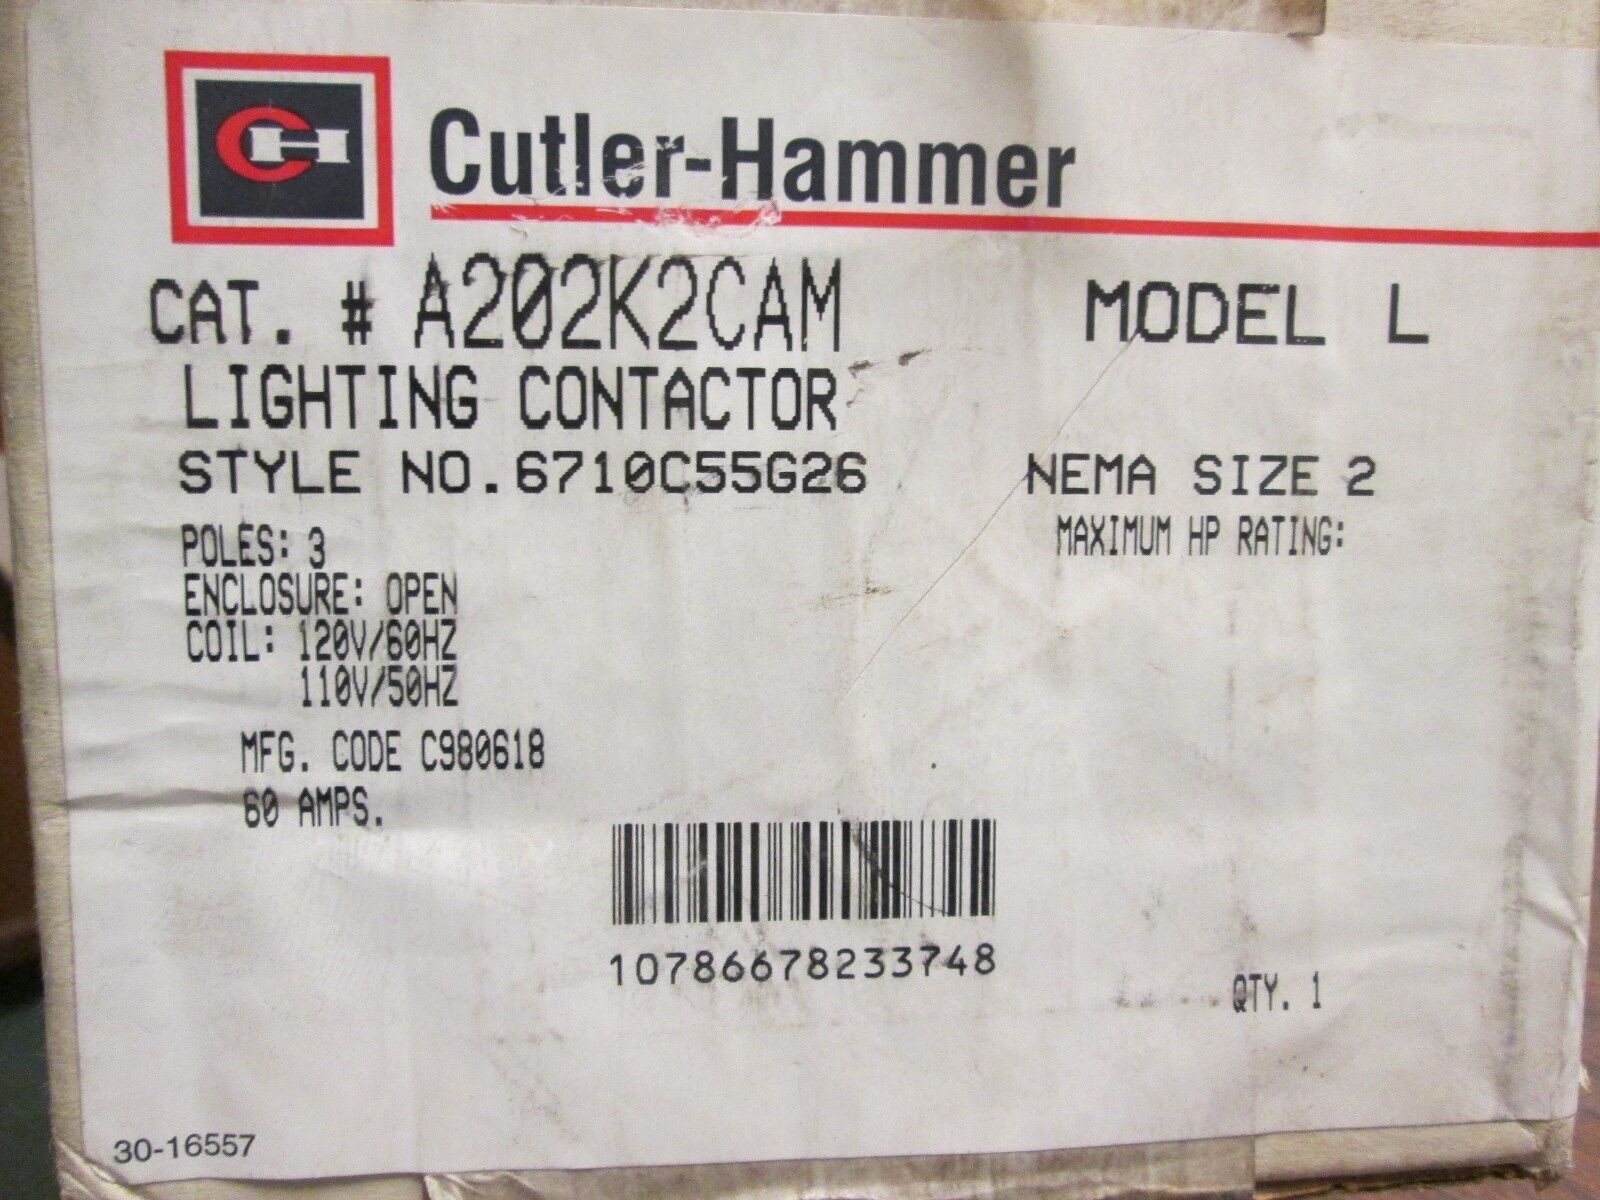 CH Cutler-Hammer
CAT. # A202K2CAM MODEL L
LIGHTING CONTACTOR
STYLE NO.6710C55G26 NEMA SIZE 2
POLES: 3 MAXIMUM HP RATING:
ENCLOSURE: OPEN
COIL: 120V/60HZ
110V/50HZ
MFG. CODE C980618
60 AMPS.
10786678233748
QTY. 1
30-16557